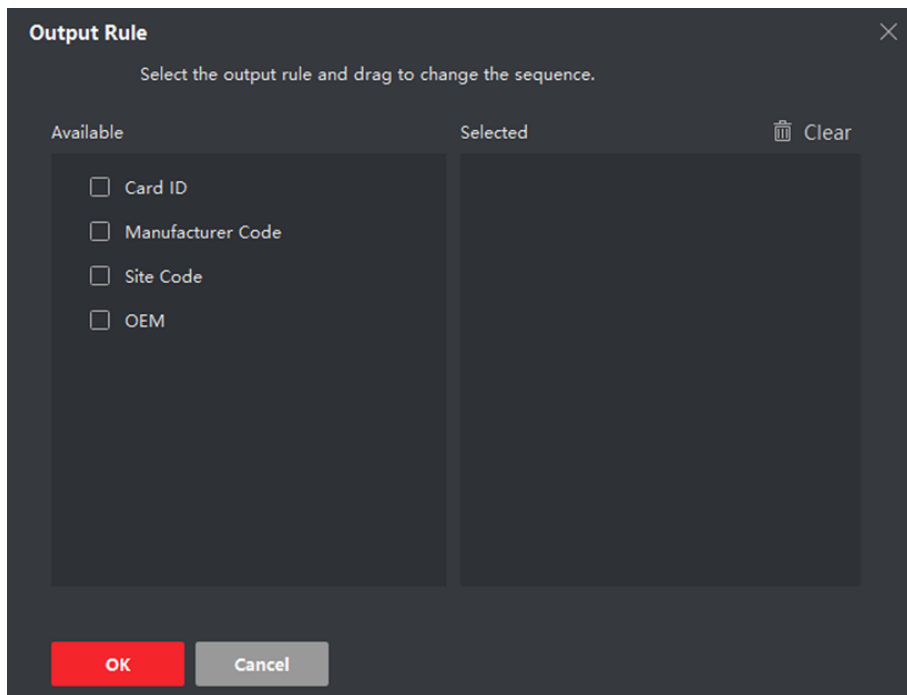 Output Rule
Select the output rule and drag to change the sequence.
Available
Selected
Clear
Card ID
Manufacturer Code
Site Code
OEM
OK
Cancel